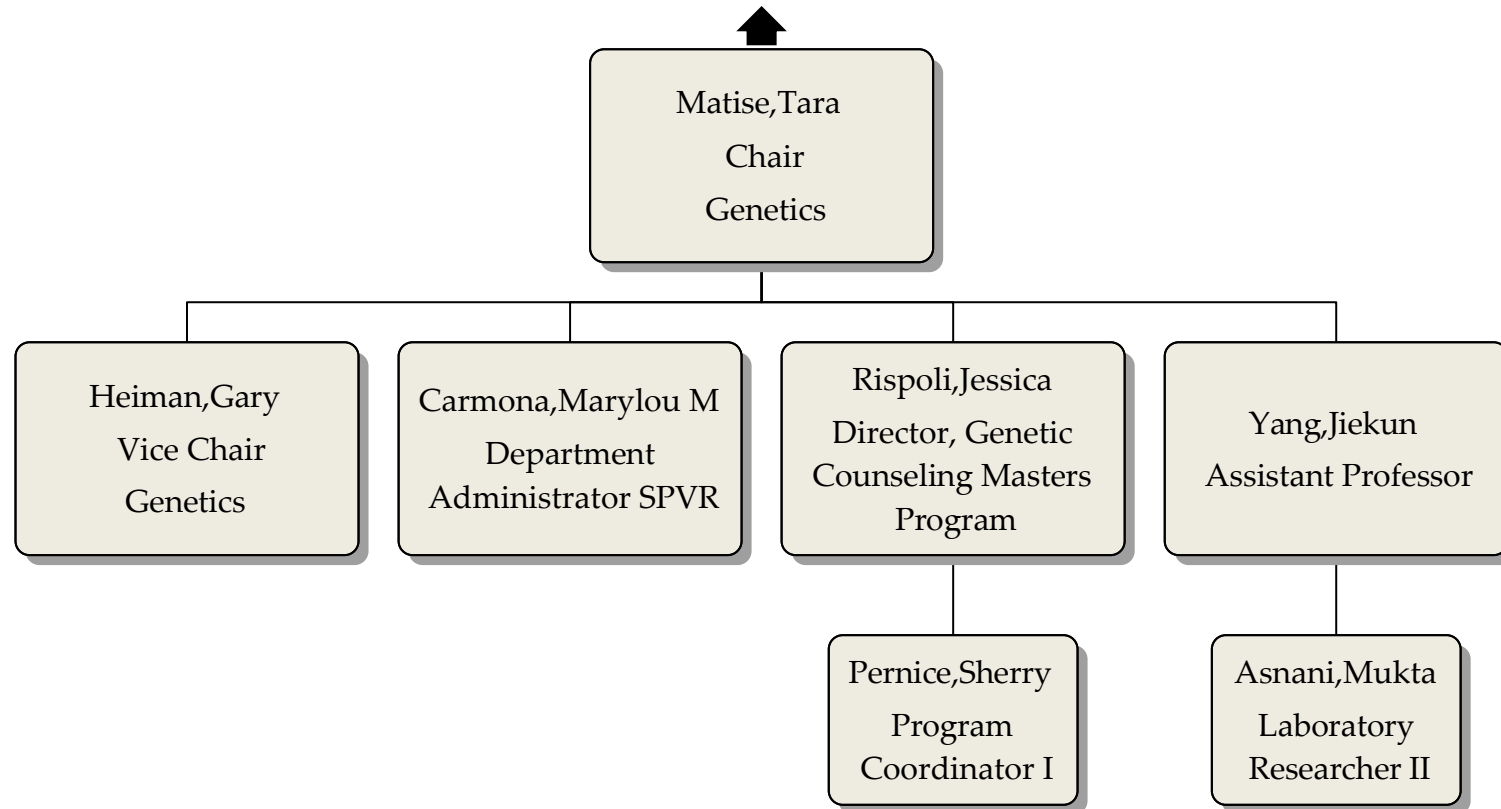 Matise,Tara
Chair
Genetics
Heiman,Gary
Vice Chair
Genetics
Carmona,Marylou M
Department
Administrator SPVR
Rispoli,Jessica
Director, Genetic
Counseling Masters
Program
Yang,Jiekun
Assistant Professor
Pernice,Sherry
Program
Coordinator I
Asnani,Mukta
Laboratory
Researcher II